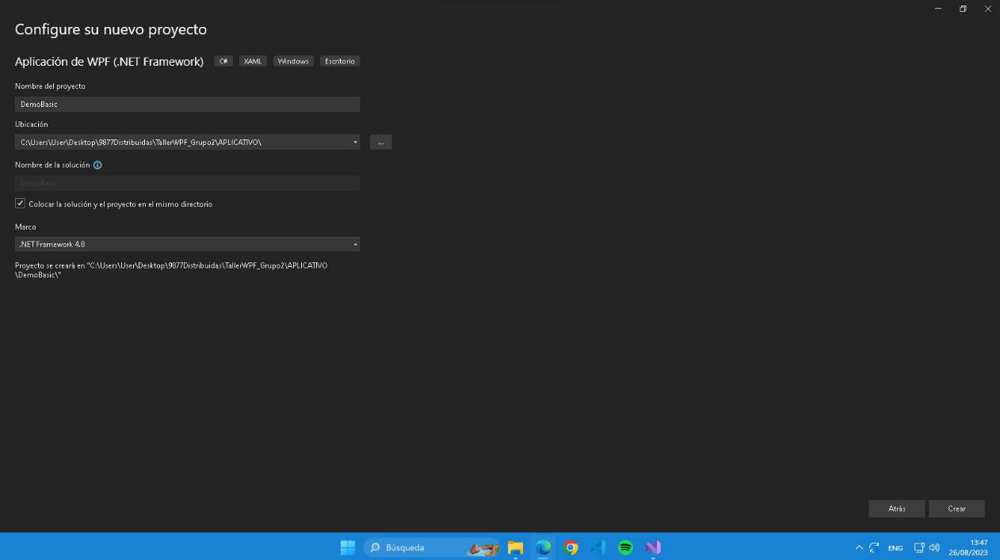 Configure su nuevo proyecto
Aplicación de WPF (.NET Framework) C# XAML Windows Escritorio
Nombre del proyecto
DemoBasic
Ubicación
C:\Users\User\Desktop\9877Distribuidas\TallerWPF_Grupo2\APLICATIVO\ ...
Nombre de la solución
DemoBasic
Colocar la solución y el proyecto en el mismo directorio
Marco
.NET Framework 4.8
Proyecto se creará en "C:\Users\User\Desktop\9877Distribuidas\TallerWPF_Grupo2\APLICATIVO
\DemoBasic\"
Atrás Crear
Búsqueda ENG 13:47
26/08/2023